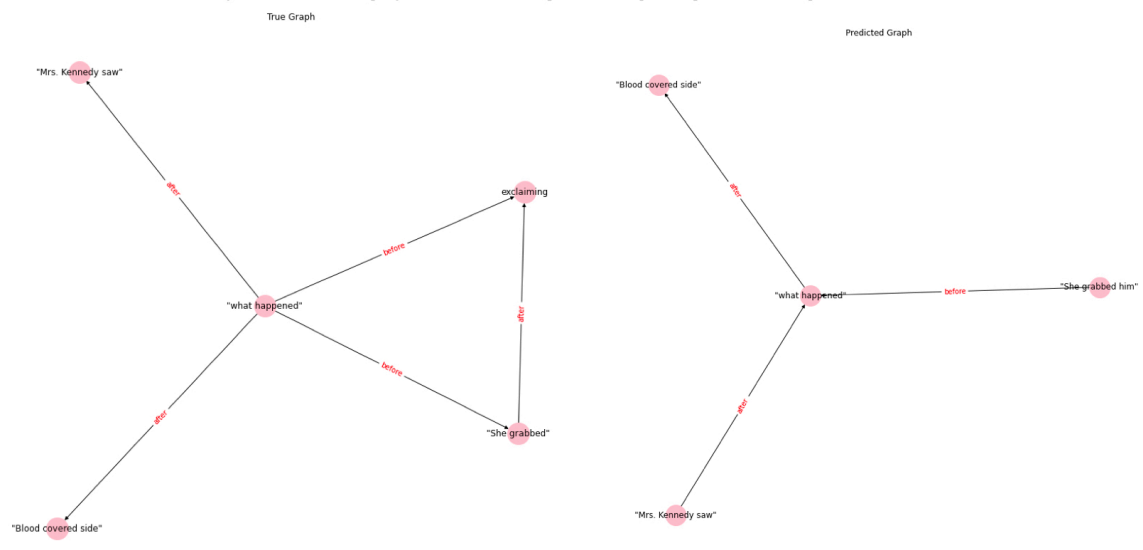 True Graph
"Mrs. Kennedy saw"
after
exclaiming
before
"what happened"
after
before
after
"She grabbed"
"Blood covered side"
Predicted Graph
"Blood covered side"
after
"what happened"
before
"She grabbed him"
after
"Mrs. Kennedy saw"